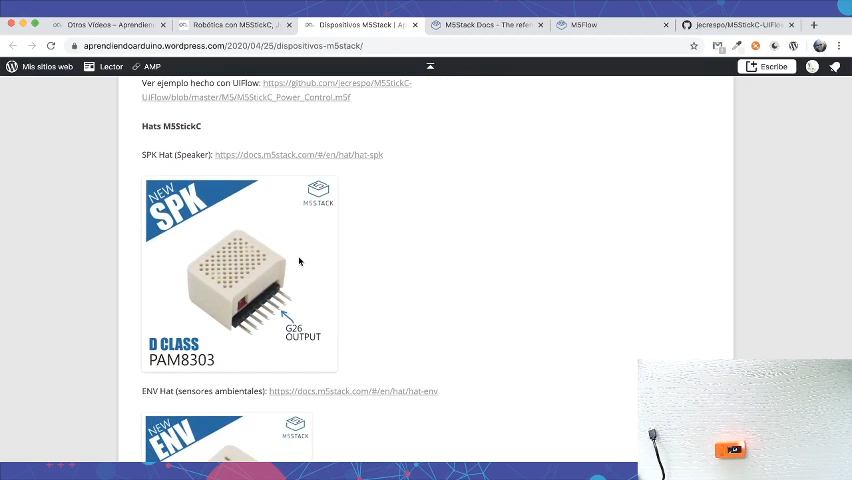 Otros Vídeos – Aprendien
Robótica con M5StickC, J
Dispositivos M5Stack | Ap
M5Stack Docs - The refer
M5Flow
jecrespo/M5StickC-UIFlo
aprendiendoarduino.wordpress.com/2020/04/25/dispositivos-m5stack/
Mis sitios web
Lector
AMP
Escribe
Ver ejemplo hecho con UIFlow: https://github.com/jecrespo/M5StickC-
UIFlow/blob/master/M5/M5StickC_Power_Control.m5f
Hats M5StickC
SPK Hat (Speaker): https://docs.m5stack.com/#/en/hat/hat-spk
NEW
SPK
M5STACK
G26
OUTPUT
D CLASS
PAM8303
ENV Hat (sensores ambientales): https://docs.m5stack.com/#/en/hat/hat-env
NEW
ENV
M5STACK